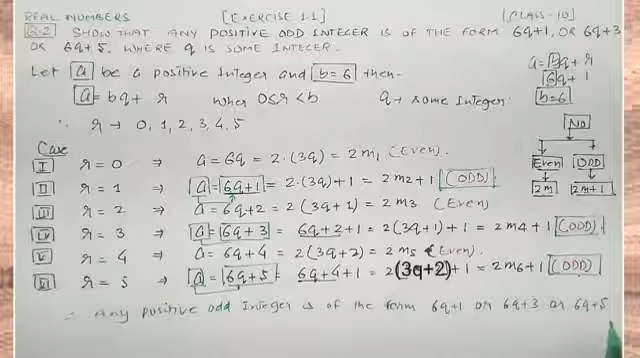 REAL NUMBERS [EXERCISE 1.1] [CLASS-10]
Q.2 SHOW THAT ANY POSITIVE ODD INTEGER IS OF THE FORM 6q+1, OR 6q+3
OR 6q+5, WHERE q IS SOME INTEGER.
Let a be a positive Integer and b=6 then-
a = bq + r when 0≤r<b q→ some Integer
a = bq + r
6q + 1
b=6
∴ r → 0, 1, 2, 3, 4, 5
NO
Even ODD
2m 2m+1
Case
I r = 0 ⇒ a = 6q = 2·(3q) = 2m1 (Even).
II r = 1 ⇒ a = 6q+1 = 2·(3q)+1 = 2m2+1 (ODD)
III r = 2 ⇒ a = 6q+2 = 2(3q+1) = 2m3 (Even)
IV r = 3 ⇒ a = 6q+3 = 6q+2+1 = 2(3q+1)+1 = 2m4+1 (ODD)
V r = 4 ⇒ a = 6q+4 = 2(3q+2) = 2m5 (Even).
VI r = 5 ⇒ a = 6q+5 = 6q+4+1 = 2(3q+2)+1 = 2m6+1 (ODD)
∴ Any positive odd Integer is of the form 6q+1 or 6q+3 or 6q+5